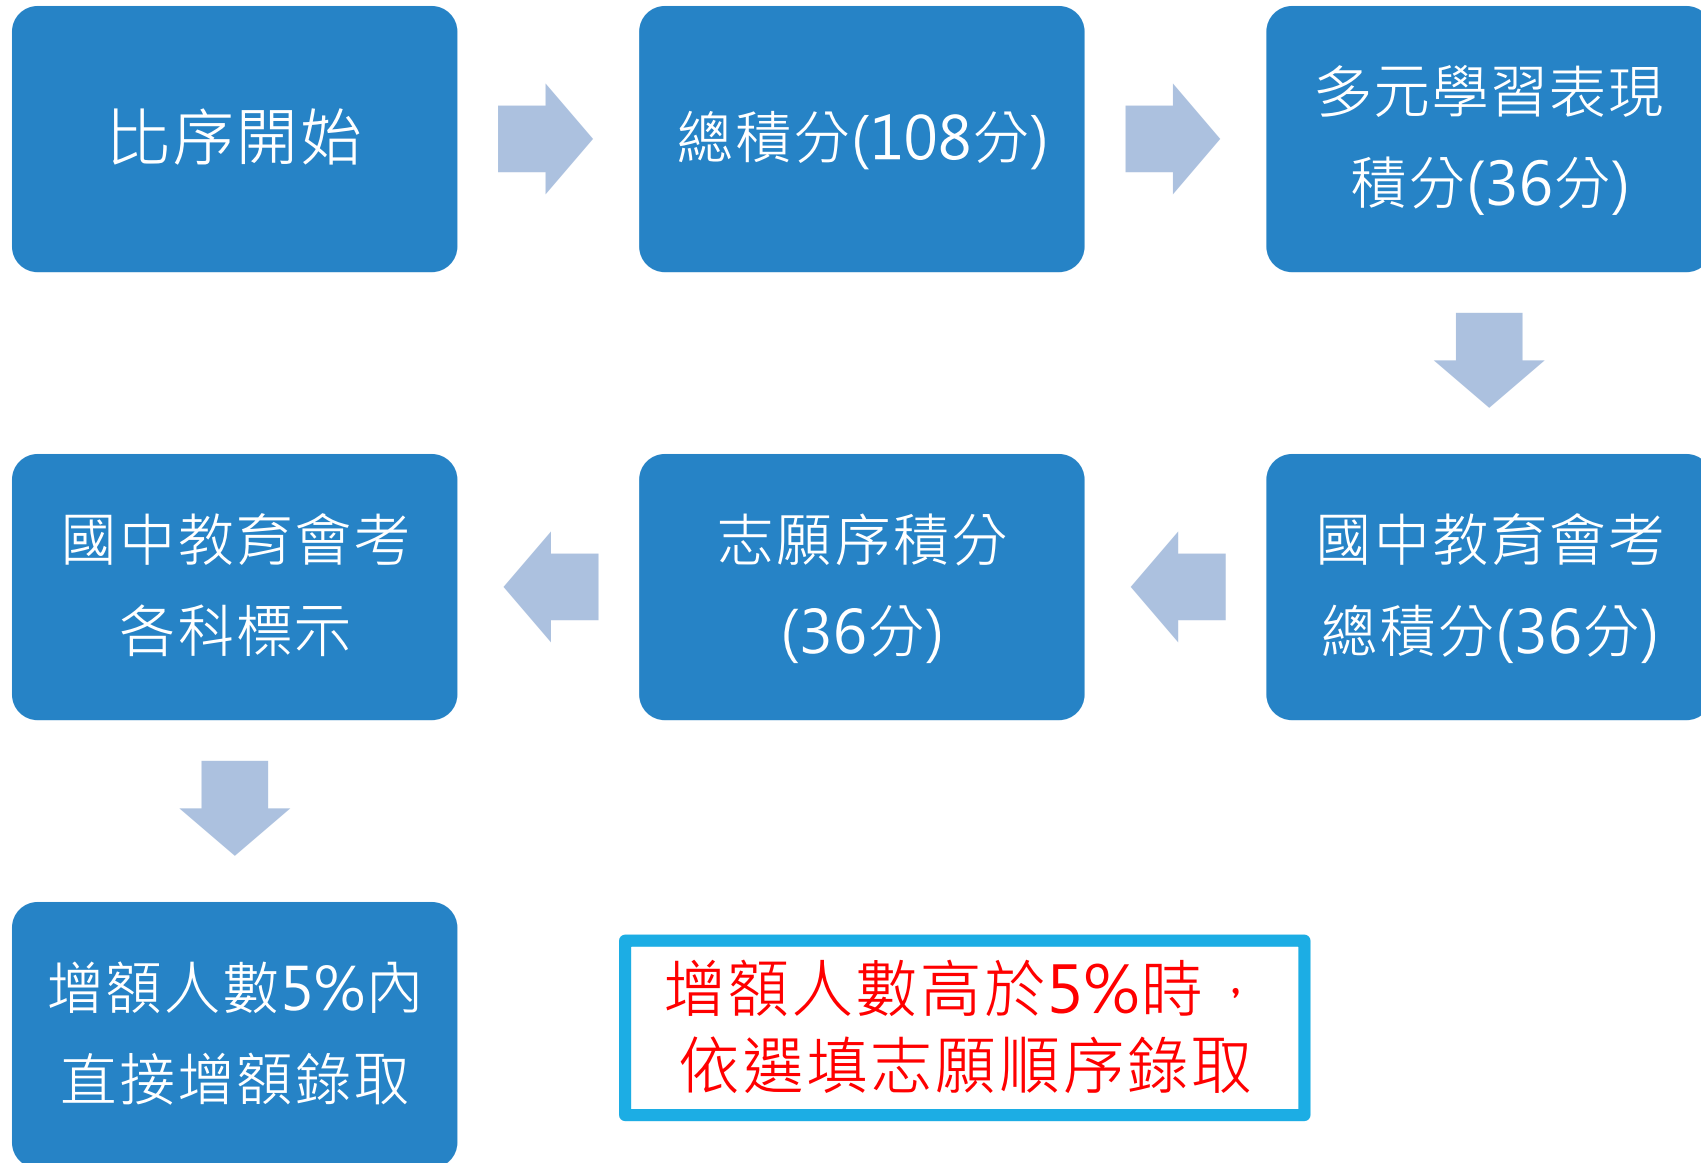 比序開始
總積分(108分)
多元學習表現
積分(36分)
國中教育會考
總積分(36分)
志願序積分
(36分)
國中教育會考
各科標示
增額人數5%內
直接增額錄取
增額人數高於5%時，
依選填志願順序錄取